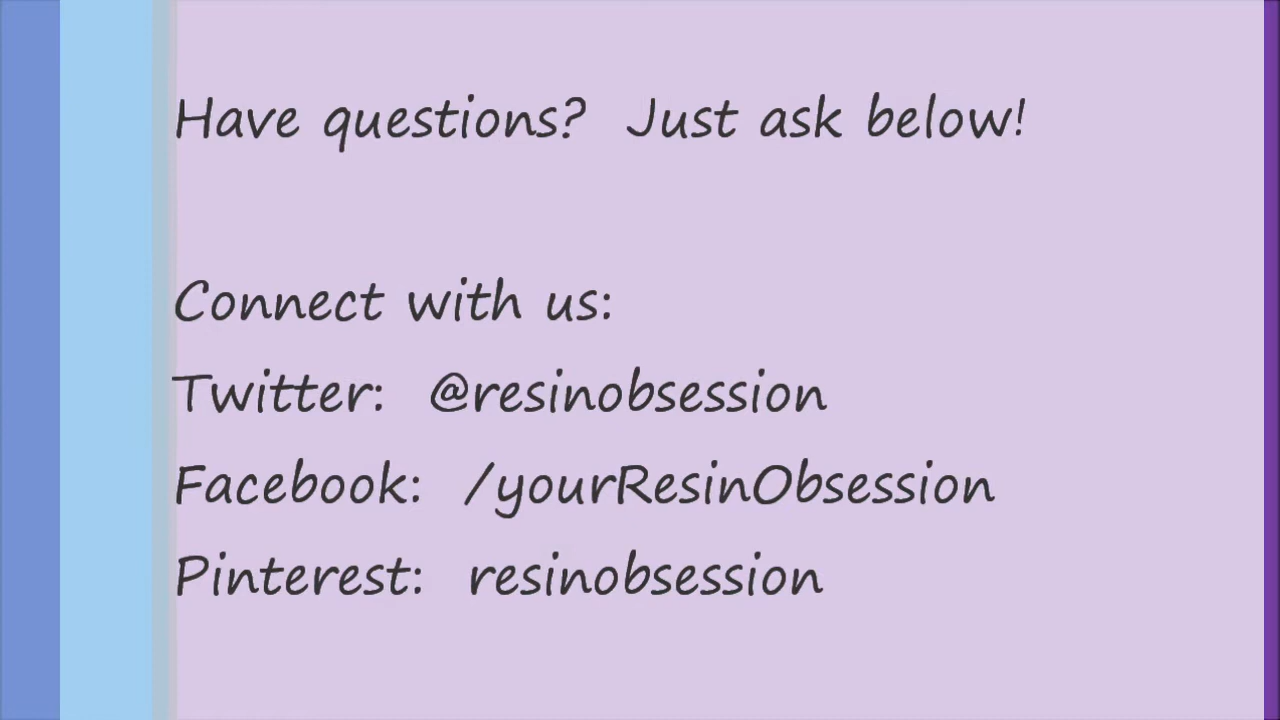 Have questions?  Just ask below!
Connect with us:
Twitter:  @resinobsession
Facebook:  /yourResinObsession
Pinterest:  resinobsession